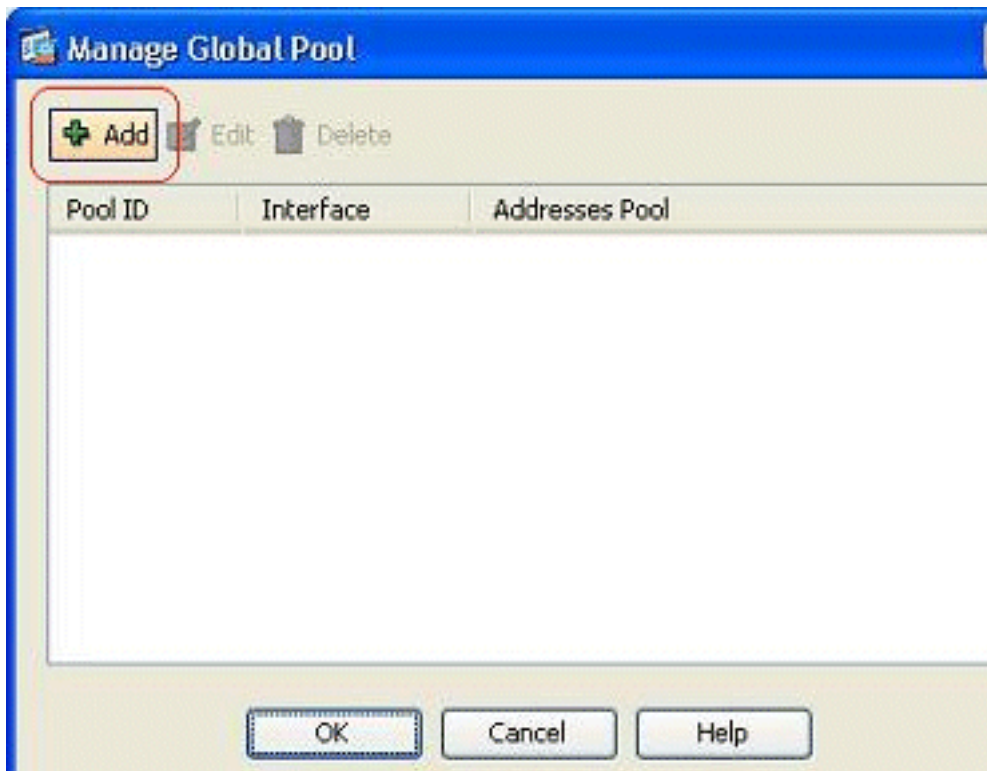 Manage Global Pool
Add Edit Delete
Pool ID Interface Addresses Pool
OK Cancel Help